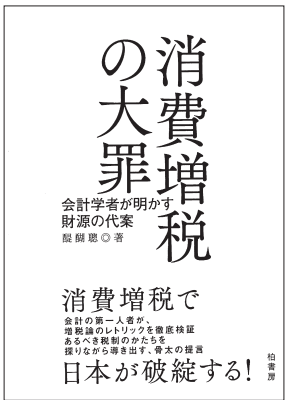 消費増税
の大罪
会計学者が明かす
財源の代案
醍醐聰◎著
消費増税で
会計の第一人者が、
増税論のレトリックを徹底検証
あるべき税制のかたちを
探りながら導き出す、骨太の提言
日本が破綻する!
柏書房